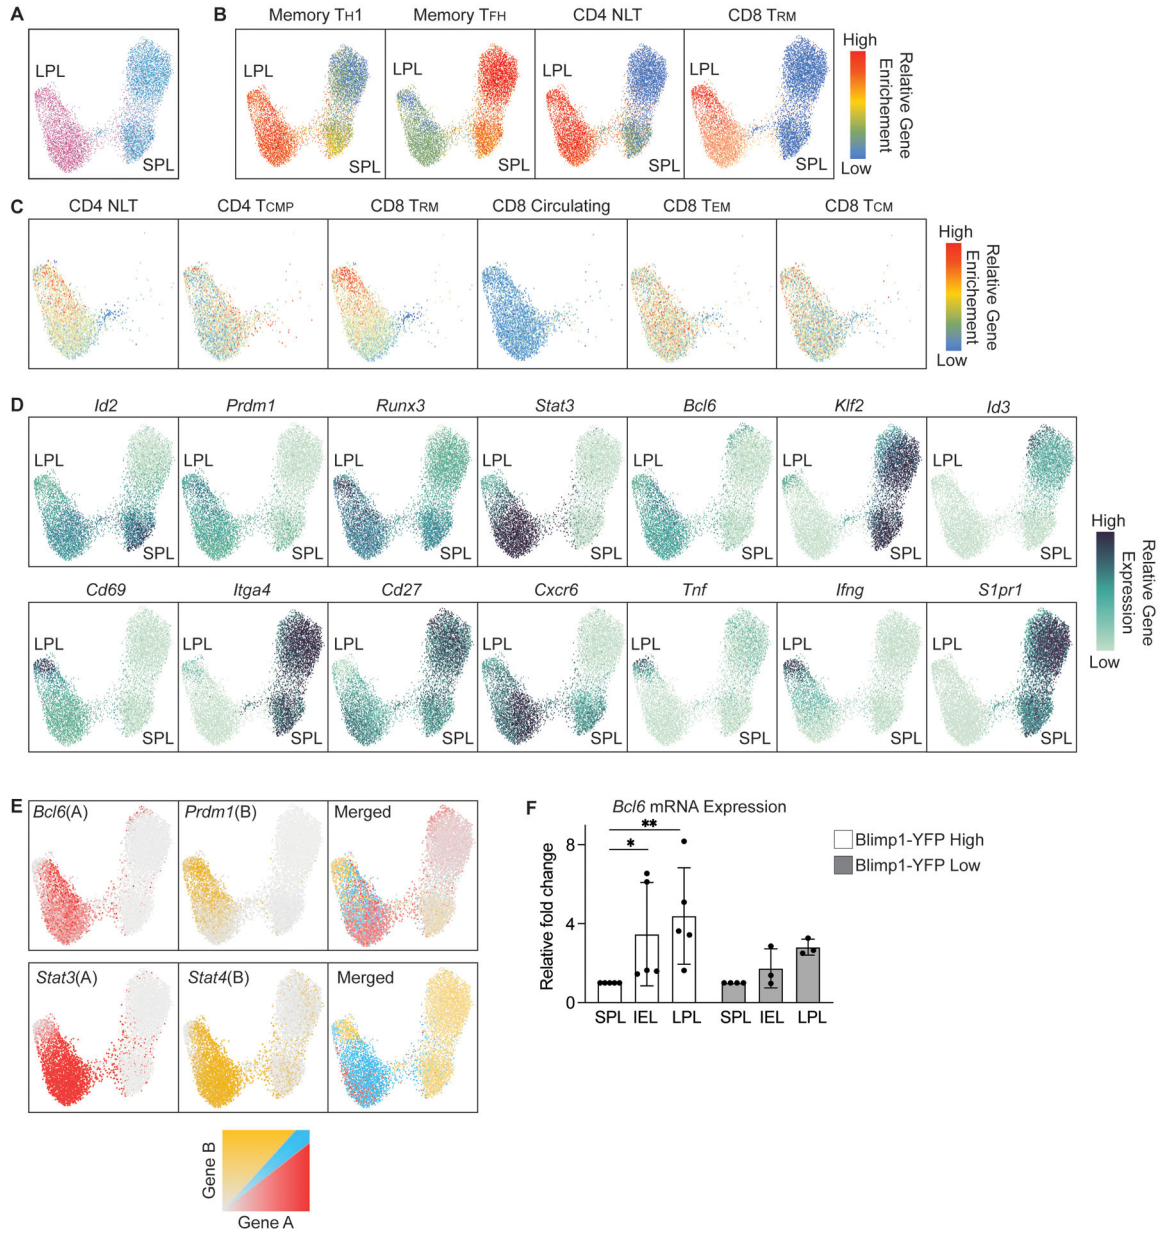 A
LPL
SPL
B
Memory TH1
Memory TFH
CD4 NLT
CD8 TRM
LPL
SPL
LPL
SPL
LPL
SPL
LPL
SPL
High
Low
Relative Gene
Enrichement
C
CD4 NLT
CD4 TCMP
CD8 TRM
CD8 Circulating
CD8 TEM
CD8 TCM
High
Low
Relative Gene
Enrichement
D
Id2
Prdm1
Runx3
Stat3
Bcl6
Klf2
Id3
LPL
SPL
LPL
SPL
LPL
SPL
LPL
SPL
LPL
SPL
LPL
SPL
LPL
SPL
Cd69
Itga4
Cd27
Cxcr6
Tnf
Ifng
S1pr1
LPL
SPL
LPL
SPL
LPL
SPL
LPL
SPL
LPL
SPL
LPL
SPL
LPL
SPL
High
Low
Relative Gene
Expression
E
Bcl6(A)
Prdm1(B)
Merged
Stat3(A)
Stat4(B)
Merged
Gene B
Gene A
F
Bcl6 mRNA Expression
Relative fold change
8
4
0
**
*
SPL IEL LPL SPL IEL LPL
Blimp1-YFP High
Blimp1-YFP Low